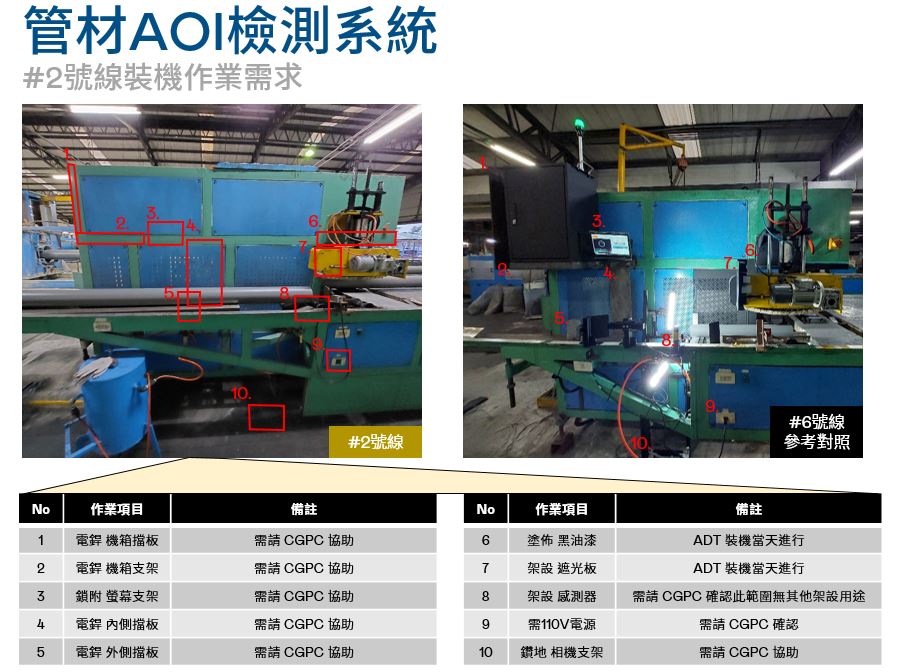 管材AOI檢測系統
#2號線裝機作業需求
1.
2.
3.
4.
5.
6.
7.
8.
9.
10.
#2號線
1.
2.
3.
4.
5.
6.
7.
8.
9.
10.
#6號線
參考對照
No 作業項目 備註
1 電銲 機箱擋板 需請 CGPC 協助
2 電銲 機箱支架 需請 CGPC 協助
3 鎖附 螢幕支架 需請 CGPC 協助
4 電銲 內側擋板 需請 CGPC 協助
5 電銲 外側擋板 需請 CGPC 協助
No 作業項目 備註
6 塗佈 黑油漆 ADT 裝機當天進行
7 架設 遮光板 ADT 裝機當天進行
8 架設 感測器 需請 CGPC 確認此範圍無其他架設用途
9 需110V電源 需請 CGPC 確認
10 鑽地 相機支架 需請 CGPC 協助